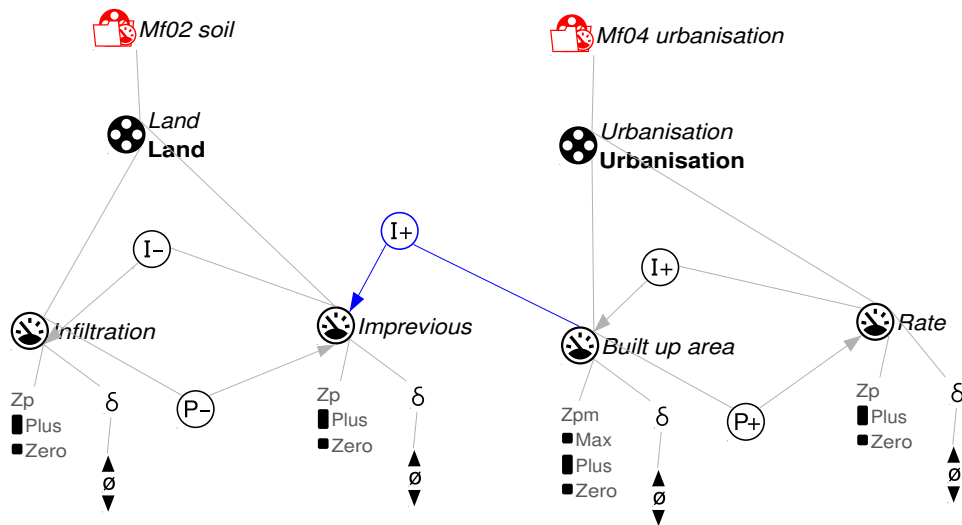 Mf02 soil
Mf04 urbanisation
Land
Land
Urbanisation
Urbanisation
I+
I−
I+
Infiltration
Imprevious
Built up area
Rate
Zp
Plus
Zero
δ
ø
P−
Zp
Plus
Zero
δ
ø
Zpm
Max
Plus
Zero
δ
ø
P+
Zp
Plus
Zero
δ
ø